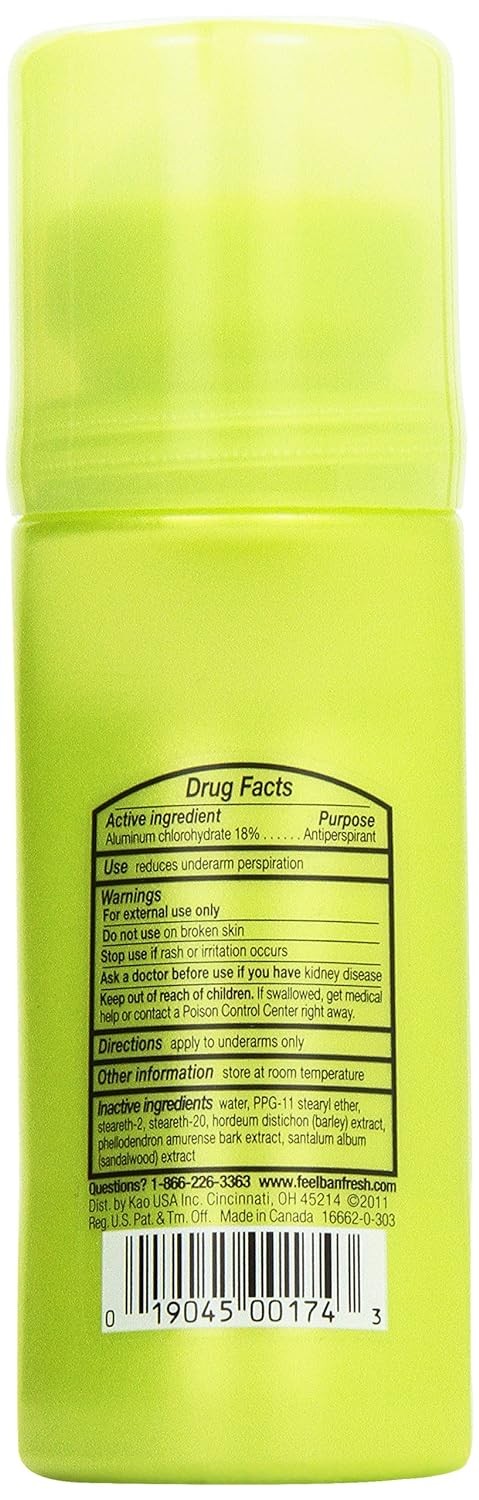 Drug Facts
Active ingredient Purpose
Aluminum chlorohydrate 18% . . . . . . Antiperspirant
Use reduces underarm perspiration
Warnings
For external use only
Do not use on broken skin
Stop use if rash or irritation occurs
Ask a doctor before use if you have kidney disease
Keep out of reach of children. If swallowed, get medical
help or contact a Poison Control Center right away.
Directions apply to underarms only
Other information store at room temperature
Inactive ingredients water, PPG-11 stearyl ether,
steareth-2, steareth-20, hordeum distichon (barley) extract,
phellodendron amurense bark extract, santalum album
(sandalwood) extract
Questions? 1-866-226-3363 www.feelbanfresh.com
Dist. by Kao USA Inc. Cincinnati, OH 45214 ©2011
Reg. U.S. Pat. & Tm. Off. Made in Canada 16662-0-303
0 19045 00174 3